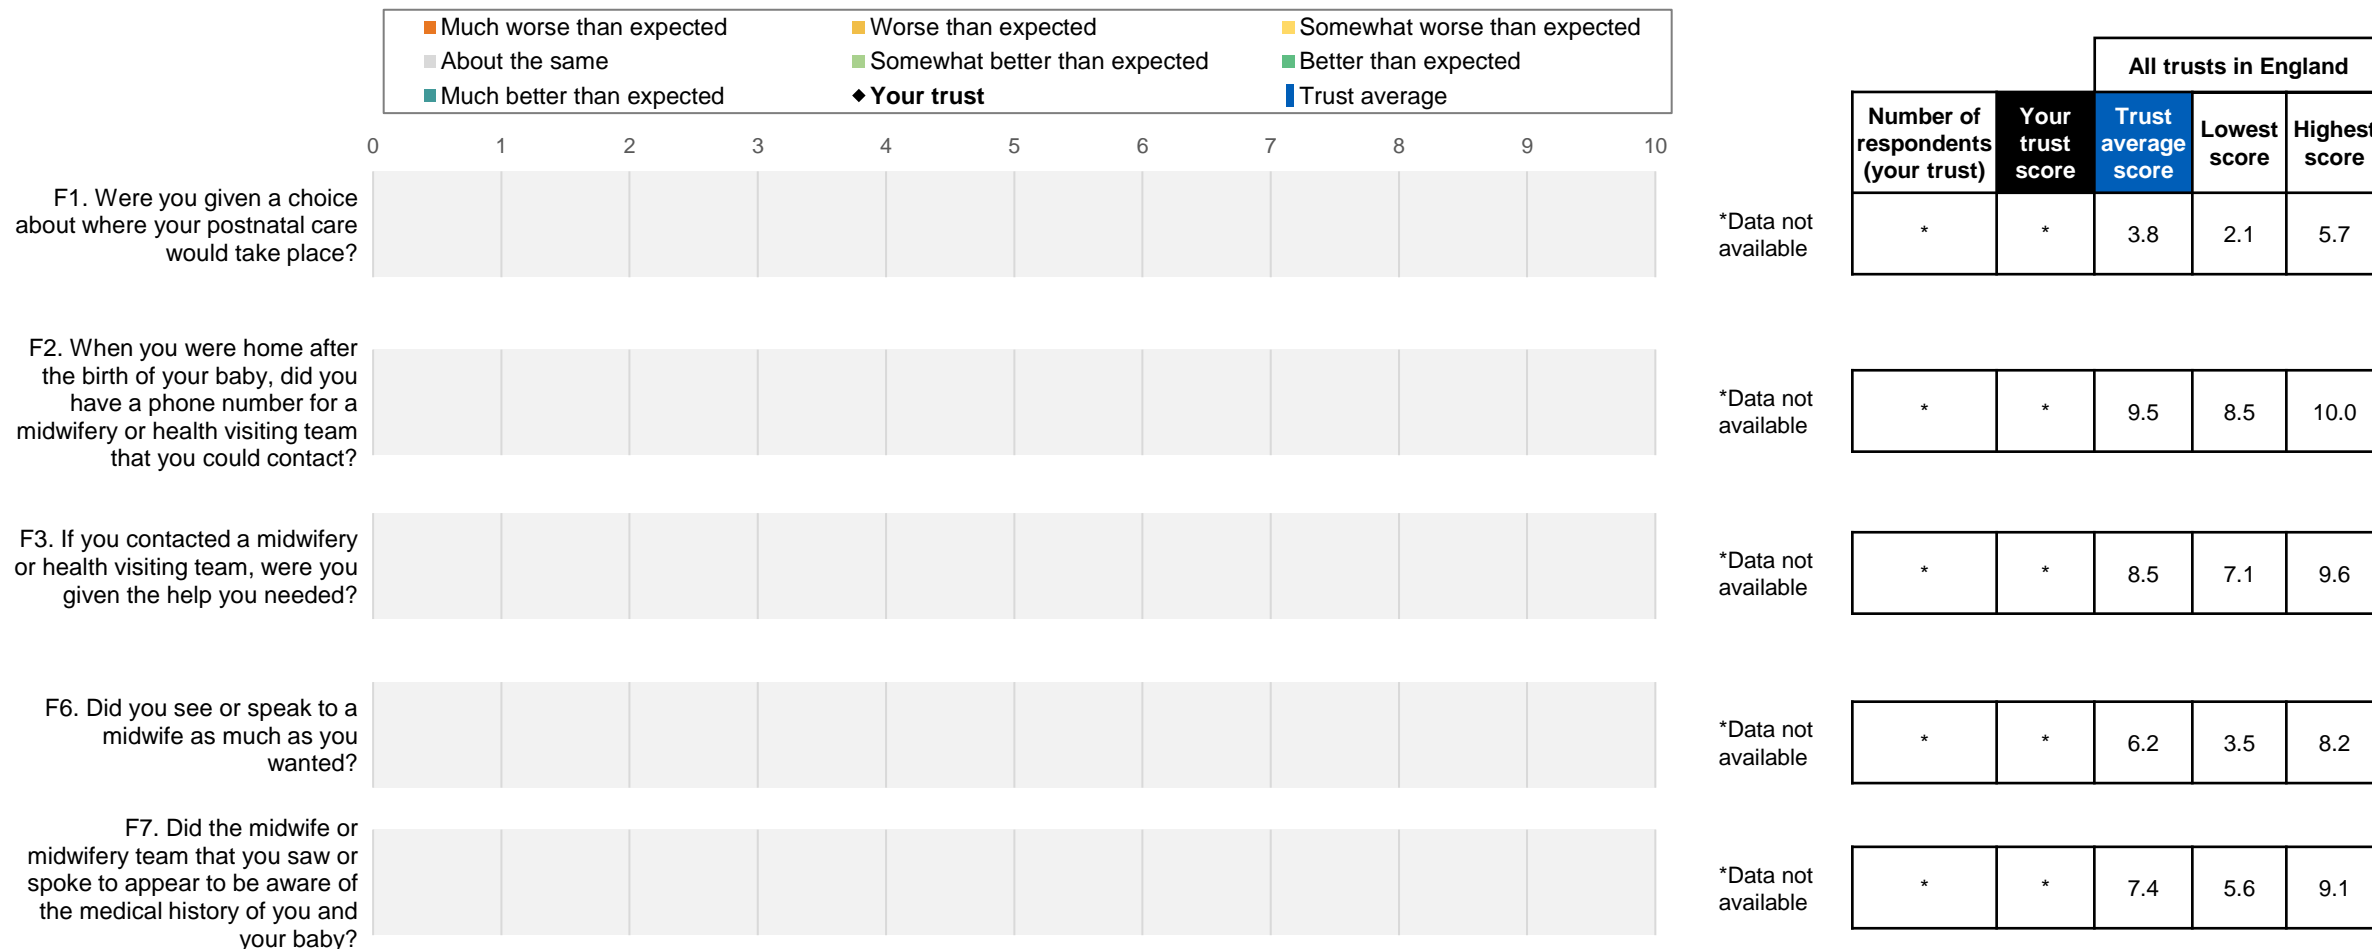 Much worse than expected
Worse than expected
Somewhat worse than expected
About the same
Somewhat better than expected
Better than expected
Much better than expected
Your trust
Trust average
All trusts in England
Number of
respondents
(your trust)
Your
trust
score
Trust
average
score
Lowest
score
Highest
score
0 1 2 3 4 5 6 7 8 9 10
F1. Were you given a choice
about where your postnatal care
would take place?
*Data not
available
* * 3.8 2.1 5.7
F2. When you were home after
the birth of your baby, did you
have a phone number for a
midwifery or health visiting team
that you could contact?
*Data not
available
* * 9.5 8.5 10.0
F3. If you contacted a midwifery
or health visiting team, were you
given the help you needed?
*Data not
available
* * 8.5 7.1 9.6
F6. Did you see or speak to a
midwife as much as you
wanted?
*Data not
available
* * 6.2 3.5 8.2
F7. Did the midwife or
midwifery team that you saw or
spoke to appear to be aware of
the medical history of you and
your baby?
*Data not
available
* * 7.4 5.6 9.1